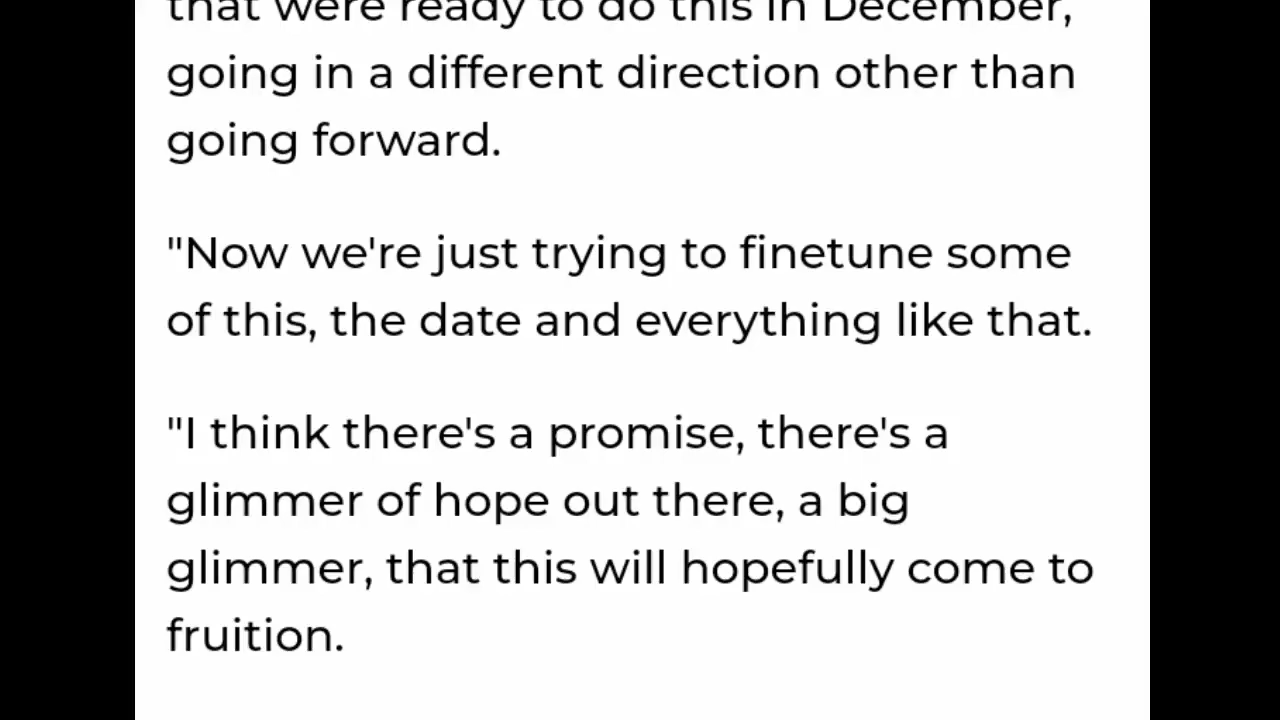 that were ready to do this in December,
going in a different direction other than
going forward.
"Now we're just trying to finetune some
of this, the date and everything like that.
"I think there's a promise, there's a
glimmer of hope out there, a big
glimmer, that this will hopefully come to
fruition.